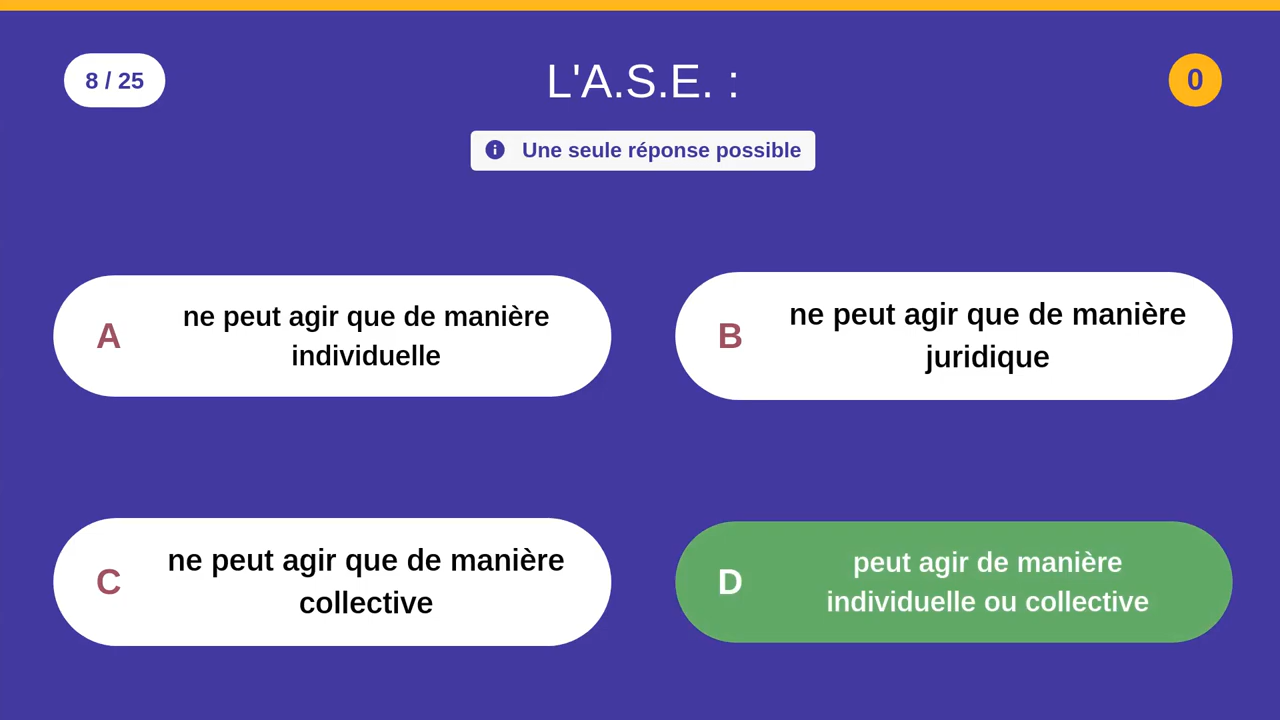 8 / 25
L'A.S.E. :
0
Une seule réponse possible
A
ne peut agir que de manière
individuelle
B
ne peut agir que de manière
juridique
C
ne peut agir que de manière
collective
D
peut agir de manière
individuelle ou collective